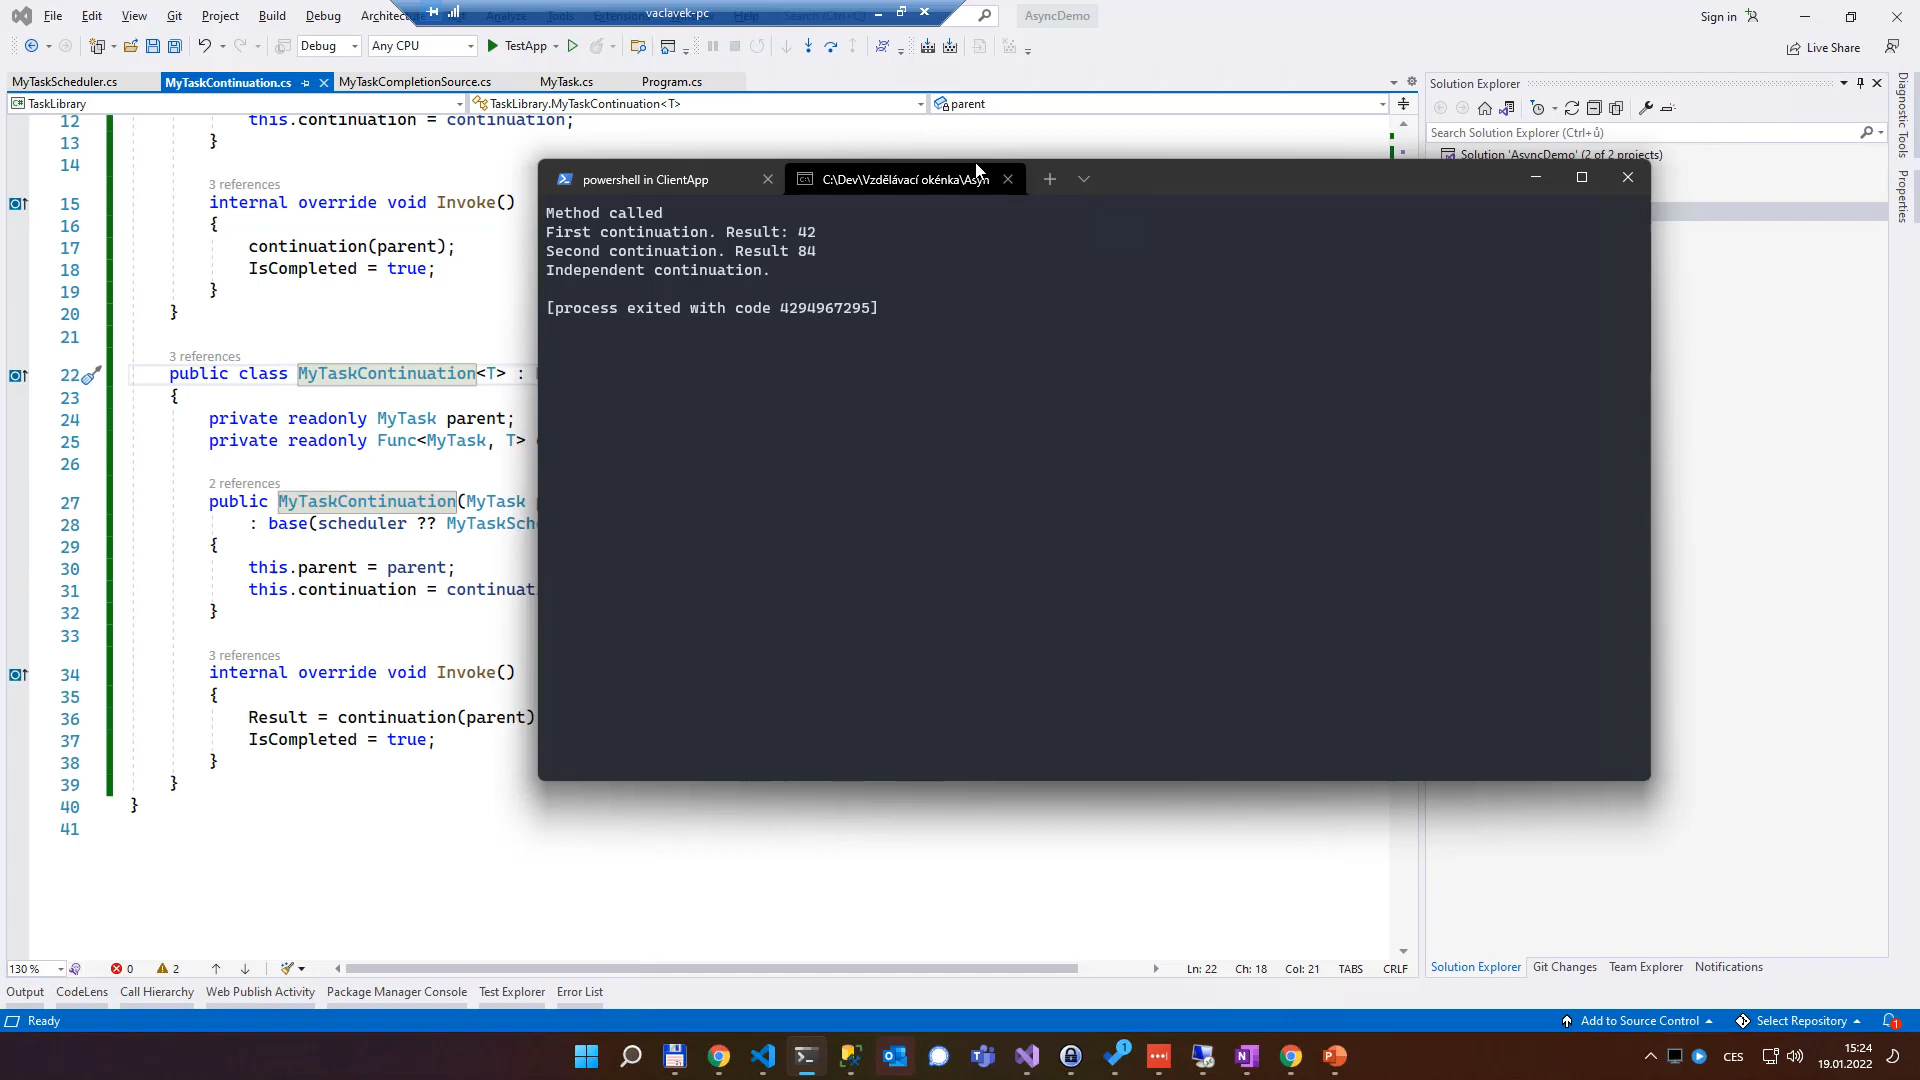 File Edit View Git Project Build Debug Architecture Analyze Tools Extensions Help Search (Ctrl+Q) AsyncDemo Sign in
vaclavek-pc
Debug Any CPU TestApp Live Share
MyTaskScheduler.cs MyTaskContinuation.cs MyTaskCompletionSource.cs MyTask.cs Program.cs
TaskLibrary TaskLibrary.MyTaskContinuation<T> parent
12 this.continuation = continuation;
13 }
14
3 references
15 internal override void Invoke()
16 {
17 continuation(parent);
18 IsCompleted = true;
19 }
20 }
21
3 references
22 public class MyTaskContinuation<T> :
23 {
24 private readonly MyTask parent;
25 private readonly Func<MyTask, T>
26
2 references
27 public MyTaskContinuation(MyTask
28 : base(scheduler ?? MyTaskSch
29 {
30 this.parent = parent;
31 this.continuation = continuat
32 }
33
3 references
34 internal override void Invoke()
35 {
36 Result = continuation(parent)
37 IsCompleted = true;
38 }
39 }
40 }
41
powershell in ClientApp C:\Dev\Vzdělávací okénka\Asyn
Method called
First continuation. Result: 42
Second continuation. Result 84
Independent continuation.
[process exited with code 4294967295]
Solution Explorer
Search Solution Explorer (Ctrl+ů)
Solution 'AsyncDemo' (2 of 2 projects)
Diagnostic Tools
Properties
130 % 0 2 Ln: 22 Ch: 18 Col: 21 TABS CRLF
Solution Explorer Git Changes Team Explorer Notifications
Output CodeLens Call Hierarchy Web Publish Activity Package Manager Console Test Explorer Error List
Ready Add to Source Control Select Repository 1
1 CES 15:24
19.01.2022